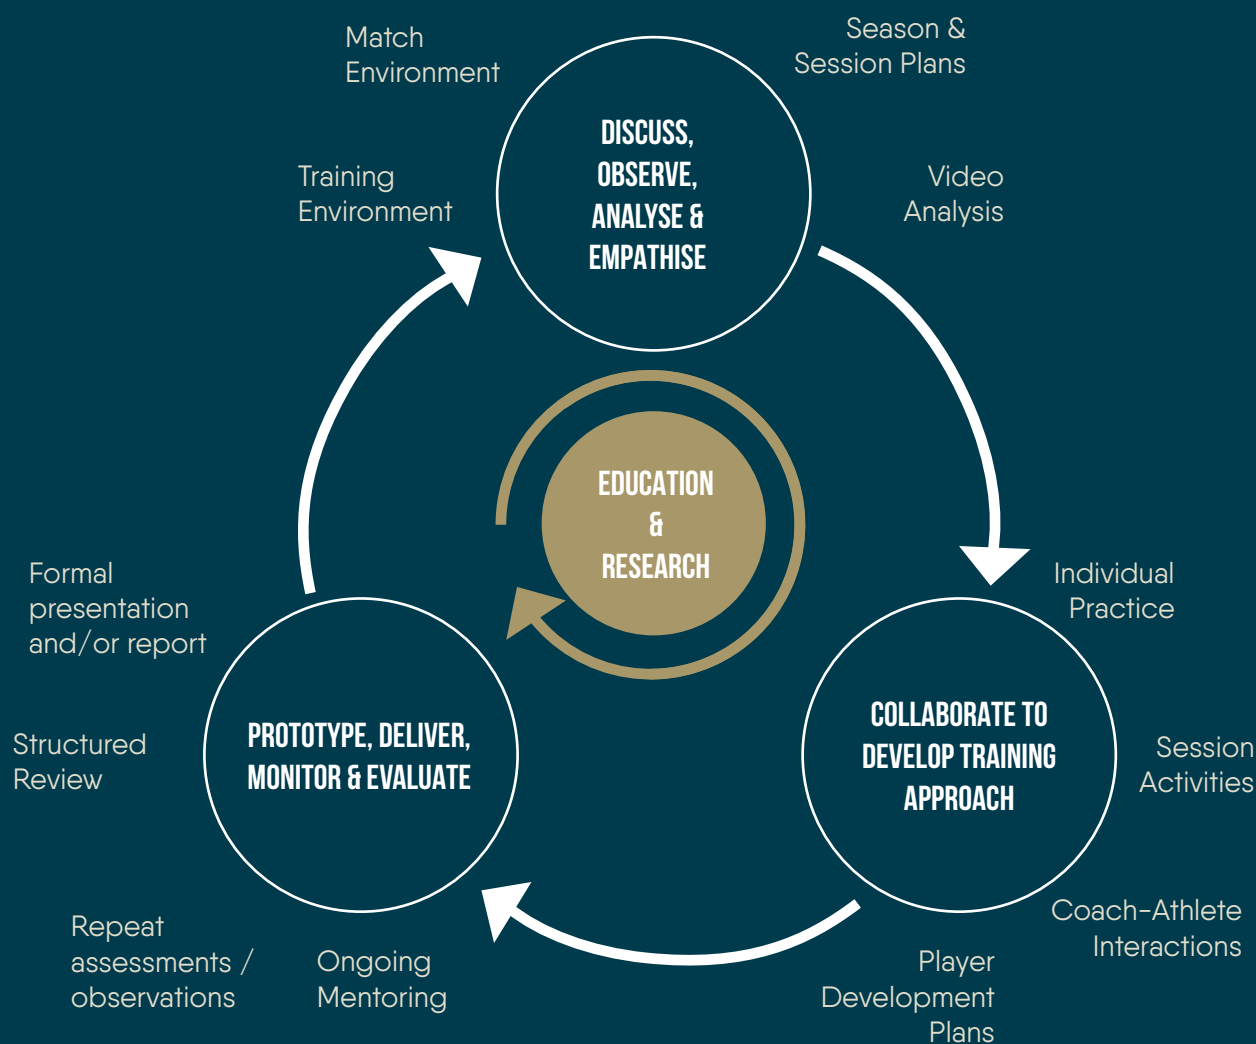 Match
Environment
Season &
Session Plans
DISCUSS,
OBSERVE,
ANALYSE &
EMPATHISE
Training
Environment
Video
Analysis
EDUCATION
&
RESEARCH
Formal
presentation
and/or report
Individual
Practice
PROTOTYPE, DELIVER,
MONITOR & EVALUATE
COLLABORATE TO
DEVELOP TRAINING
APPROACH
Structured
Review
Session
Activities
Repeat
assessments /
observations
Ongoing
Mentoring
Coach-Athlete
Interactions
Player
Development
Plans